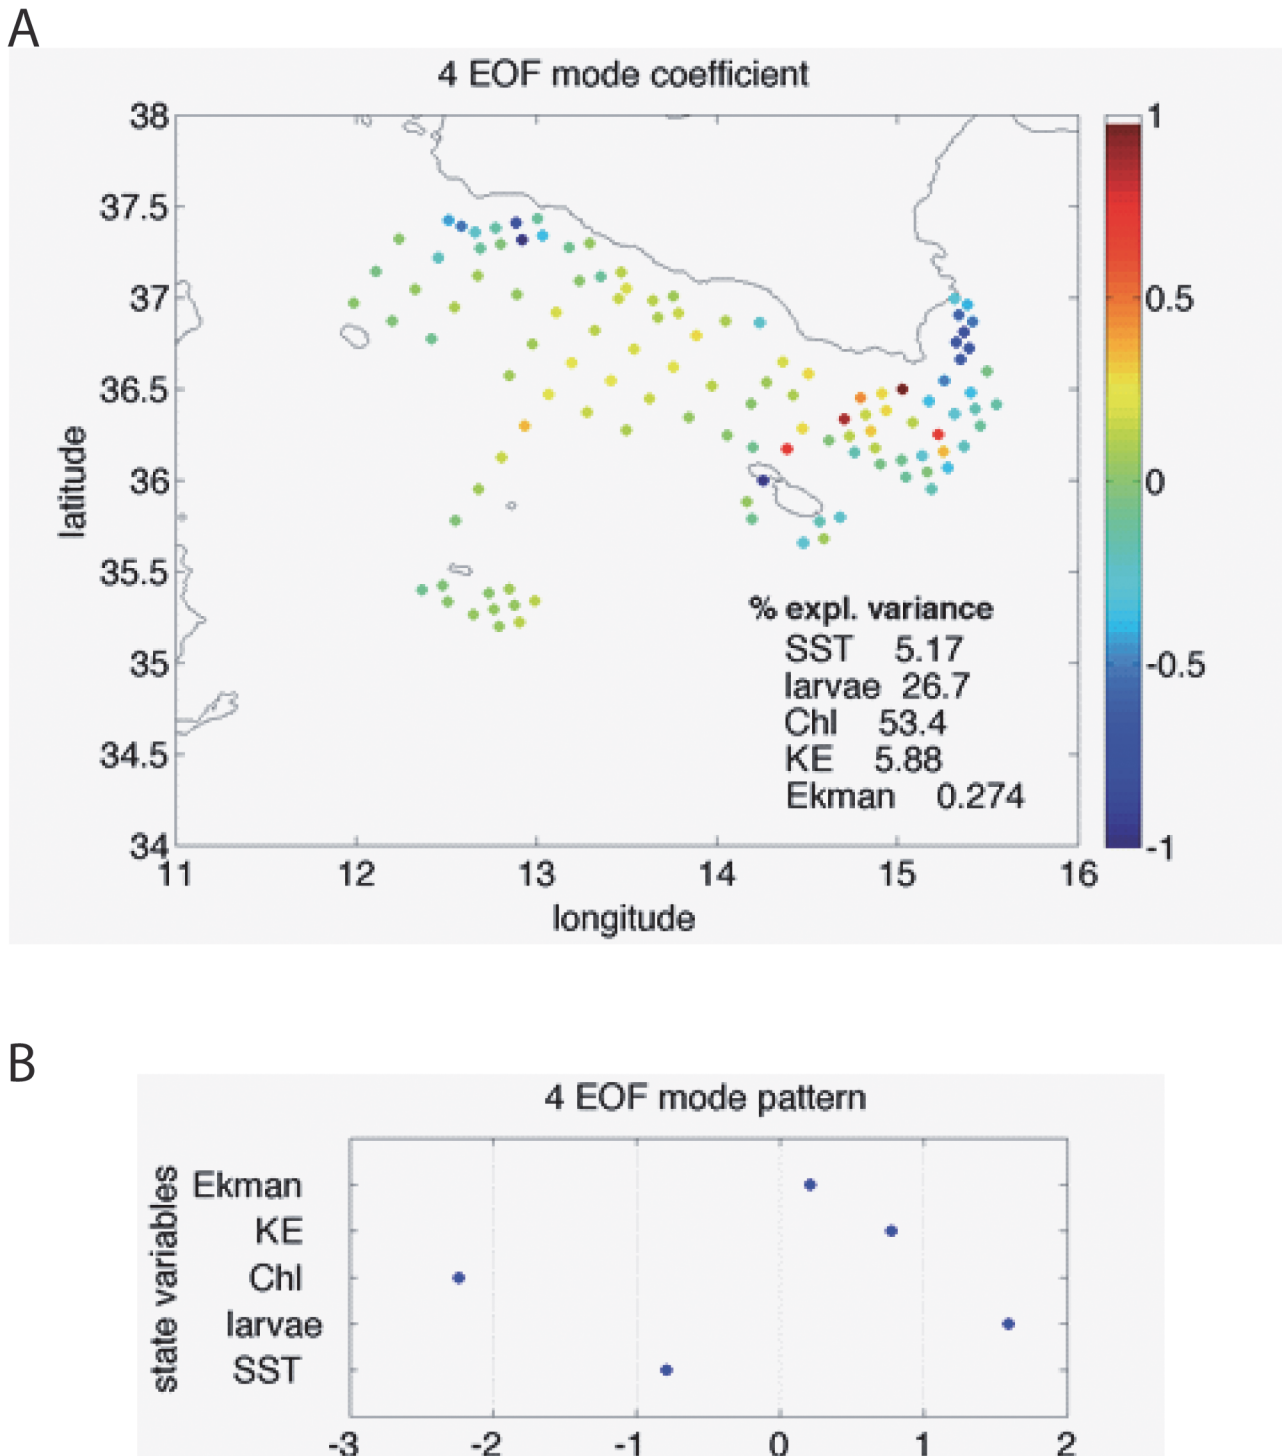 A
4 EOF mode coefficient
38
37.5
37
36.5
36
35.5
35
34.5
34
latitude
11 12 13 14 15 16
longitude
% expl. variance
SST 5.17
larvae 26.7
Chl 53.4
KE 5.88
Ekman 0.274
1
0.5
0
-0.5
-1
B
4 EOF mode pattern
state variables
Ekman
KE
Chl
larvae
SST
-3 -2 -1 0 1 2